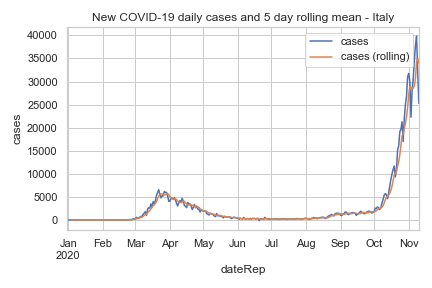 New COVID-19 daily cases and 5 day rolling mean - Italy
cases
cases (rolling)
40000
35000
30000
25000
20000
15000
10000
5000
0
cases
Jan Feb Mar Apr May Jun Jul Aug Sep Oct Nov
2020
dateRep